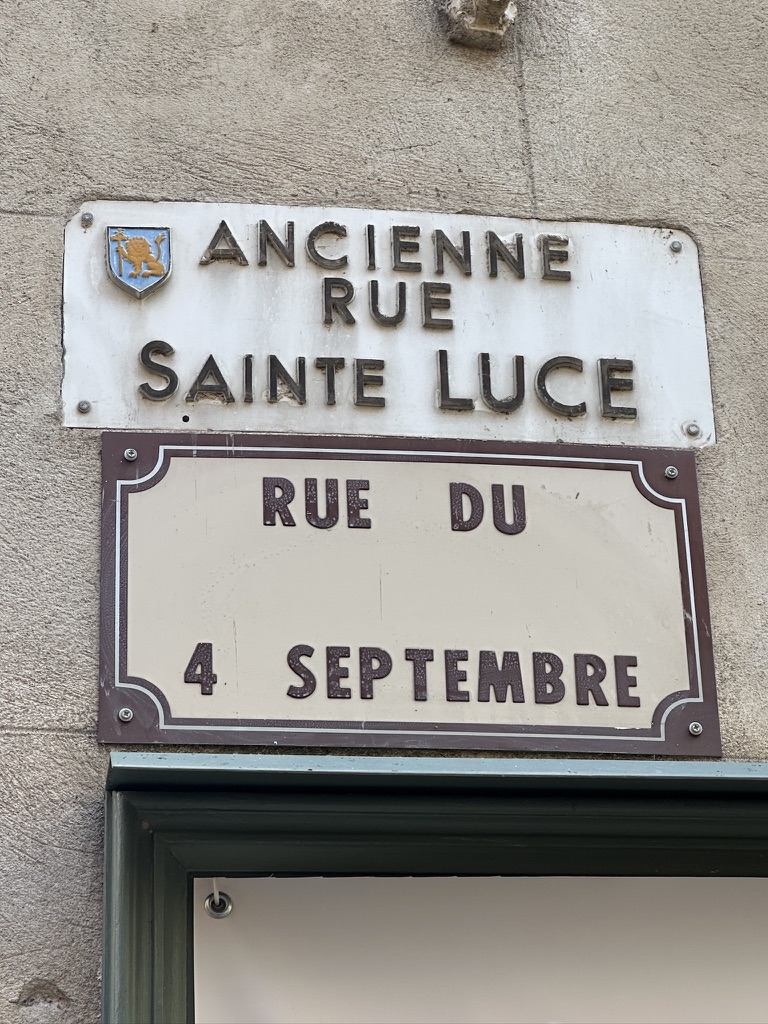 ANCIENNE
RUE
SAINTE LUCE
RUE DU
4 SEPTEMBRE